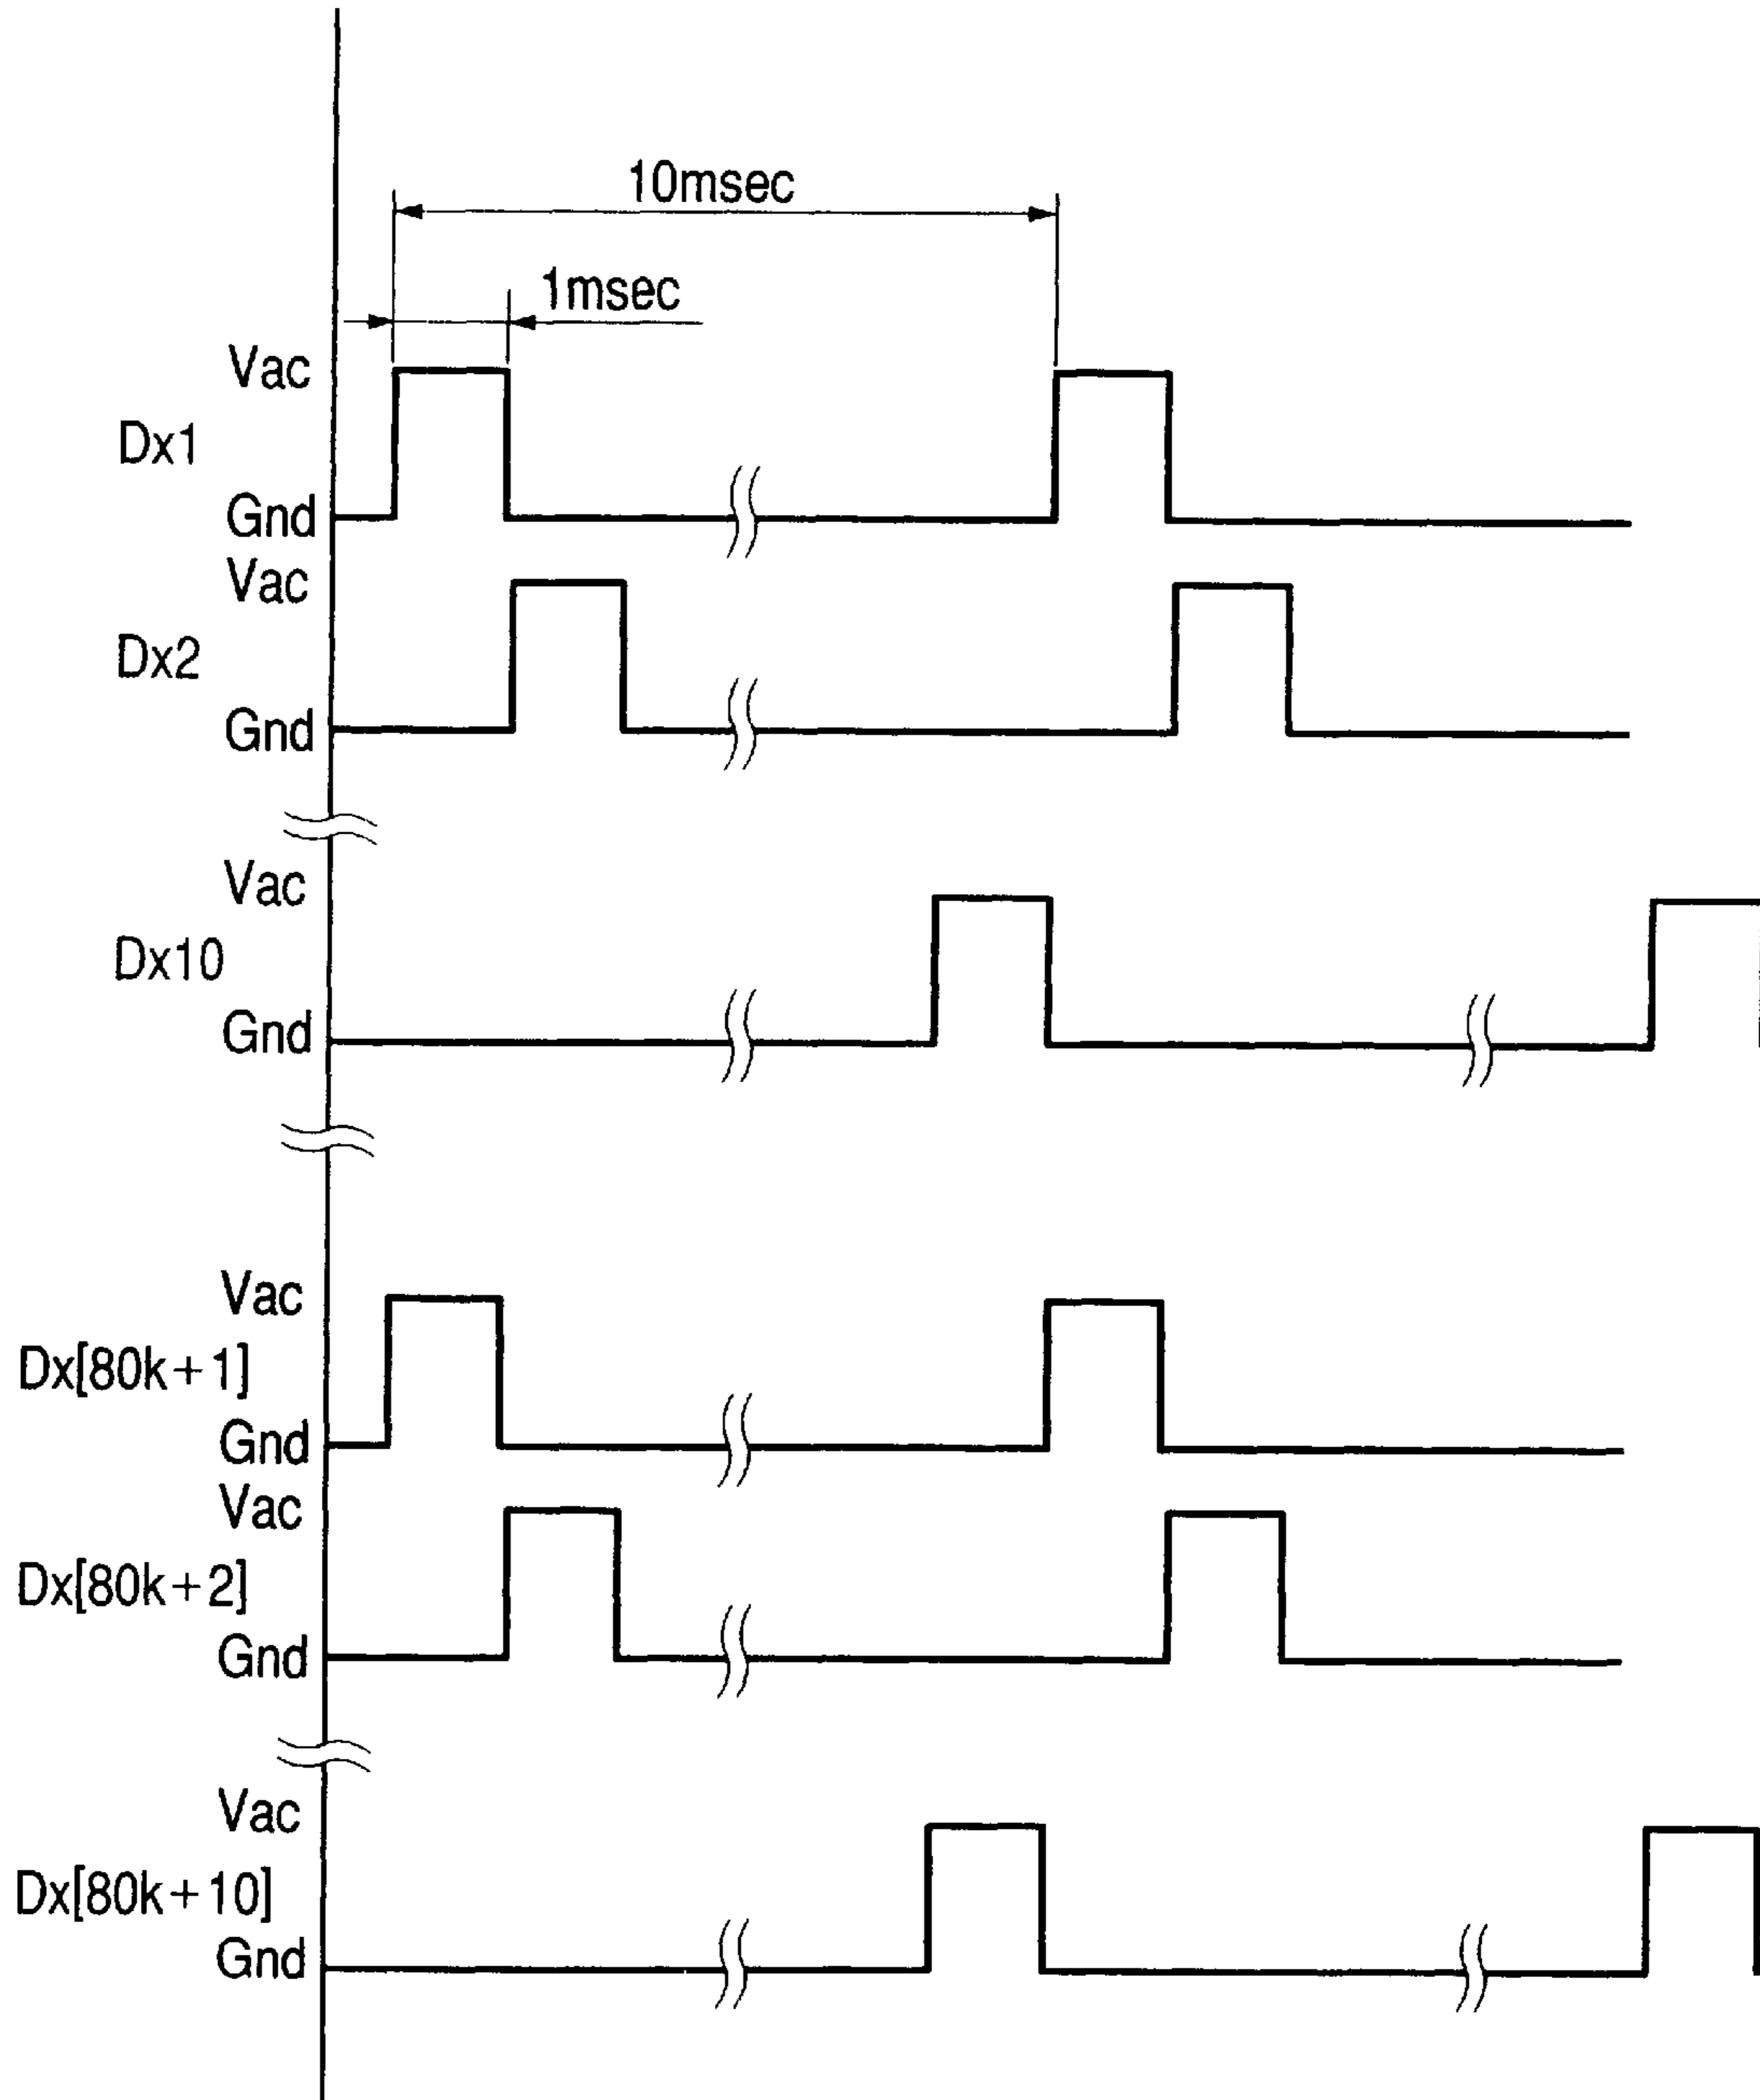 10msec
1msec
Vac
Dx1
Gnd
Vac
Dx2
Gnd
Vac
Dx10
Gnd
Vac
Dx[80k+1]
Gnd
Vac
Dx[80k+2]
Gnd
Vac
Dx[80k+10]
Gnd